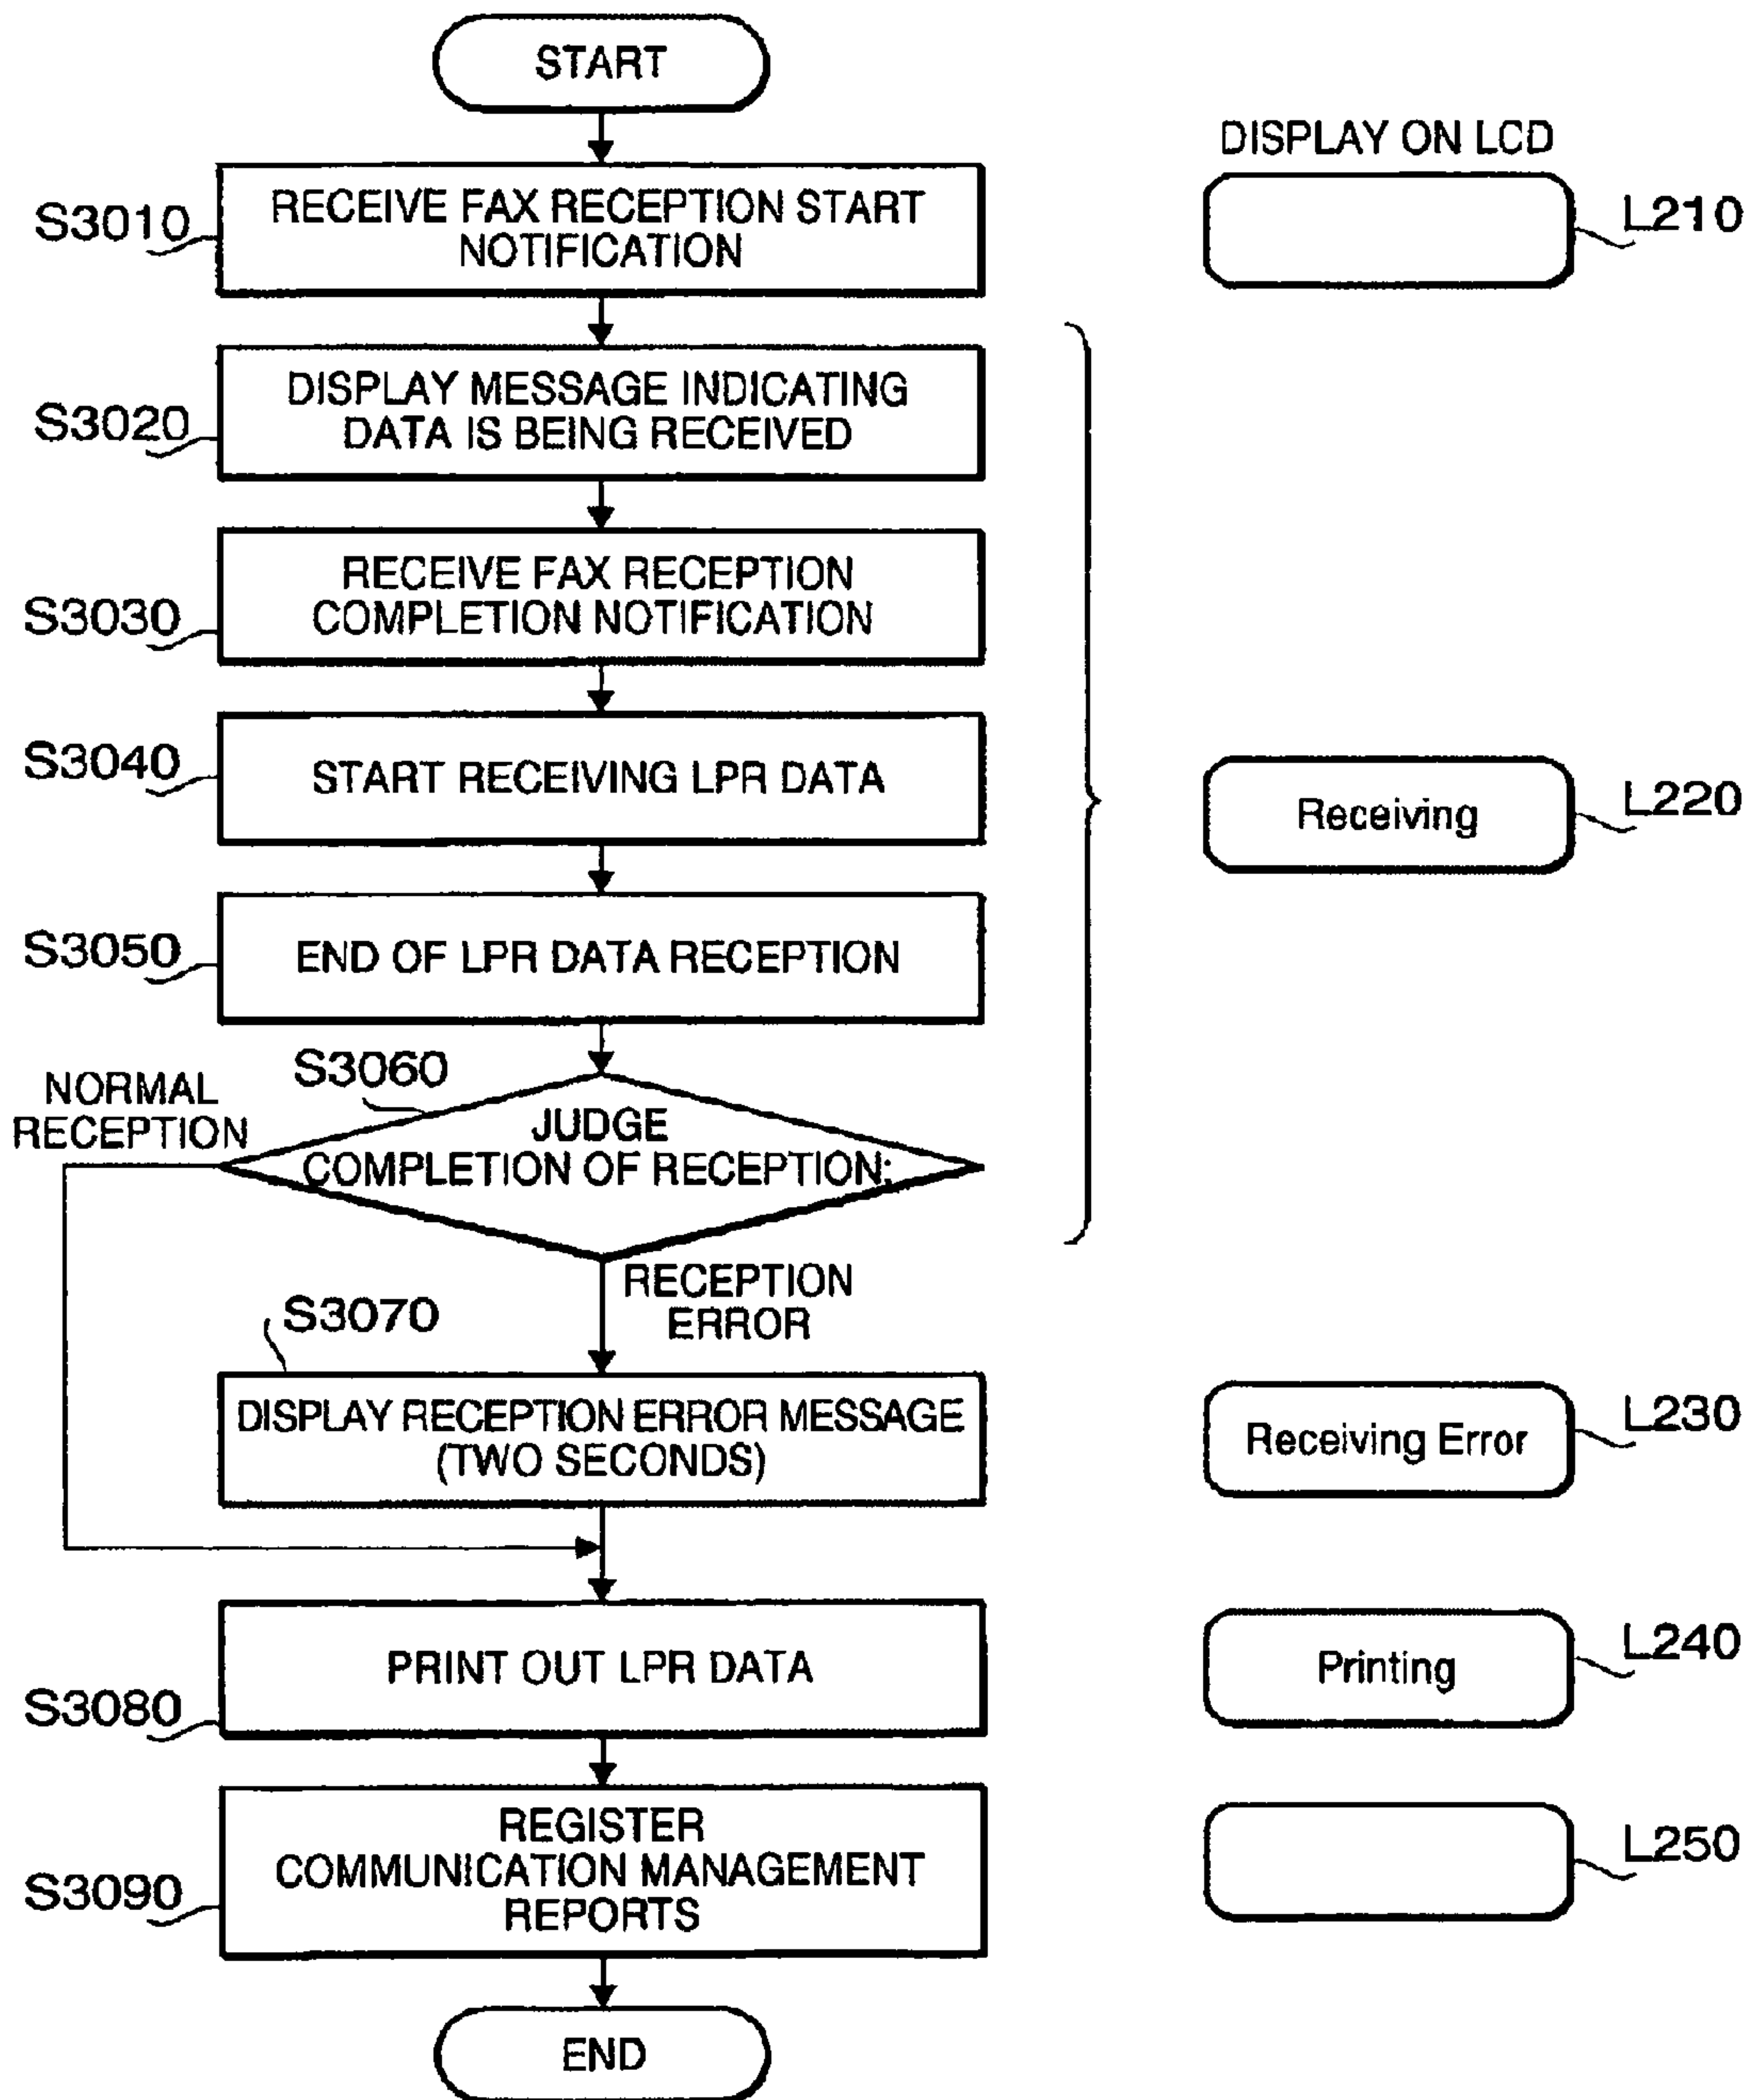 START
DISPLAY ON LCD
S3010
RECEIVE FAX RECEPTION START
NOTIFICATION
L210
S3020
DISPLAY MESSAGE INDICATING
DATA IS BEING RECEIVED
S3030
RECEIVE FAX RECEPTION
COMPLETION NOTIFICATION
S3040
START RECEIVING LPR DATA
Receiving
L220
S3050
END OF LPR DATA RECEPTION
S3060
NORMAL
RECEPTION
JUDGE
COMPLETION OF RECEPTION:
RECEPTION
ERROR
S3070
DISPLAY RECEPTION ERROR MESSAGE
(TWO SECONDS)
Receiving Error
L230
S3080
PRINT OUT LPR DATA
Printing
L240
S3090
REGISTER
COMMUNICATION MANAGEMENT
REPORTS
L250
END